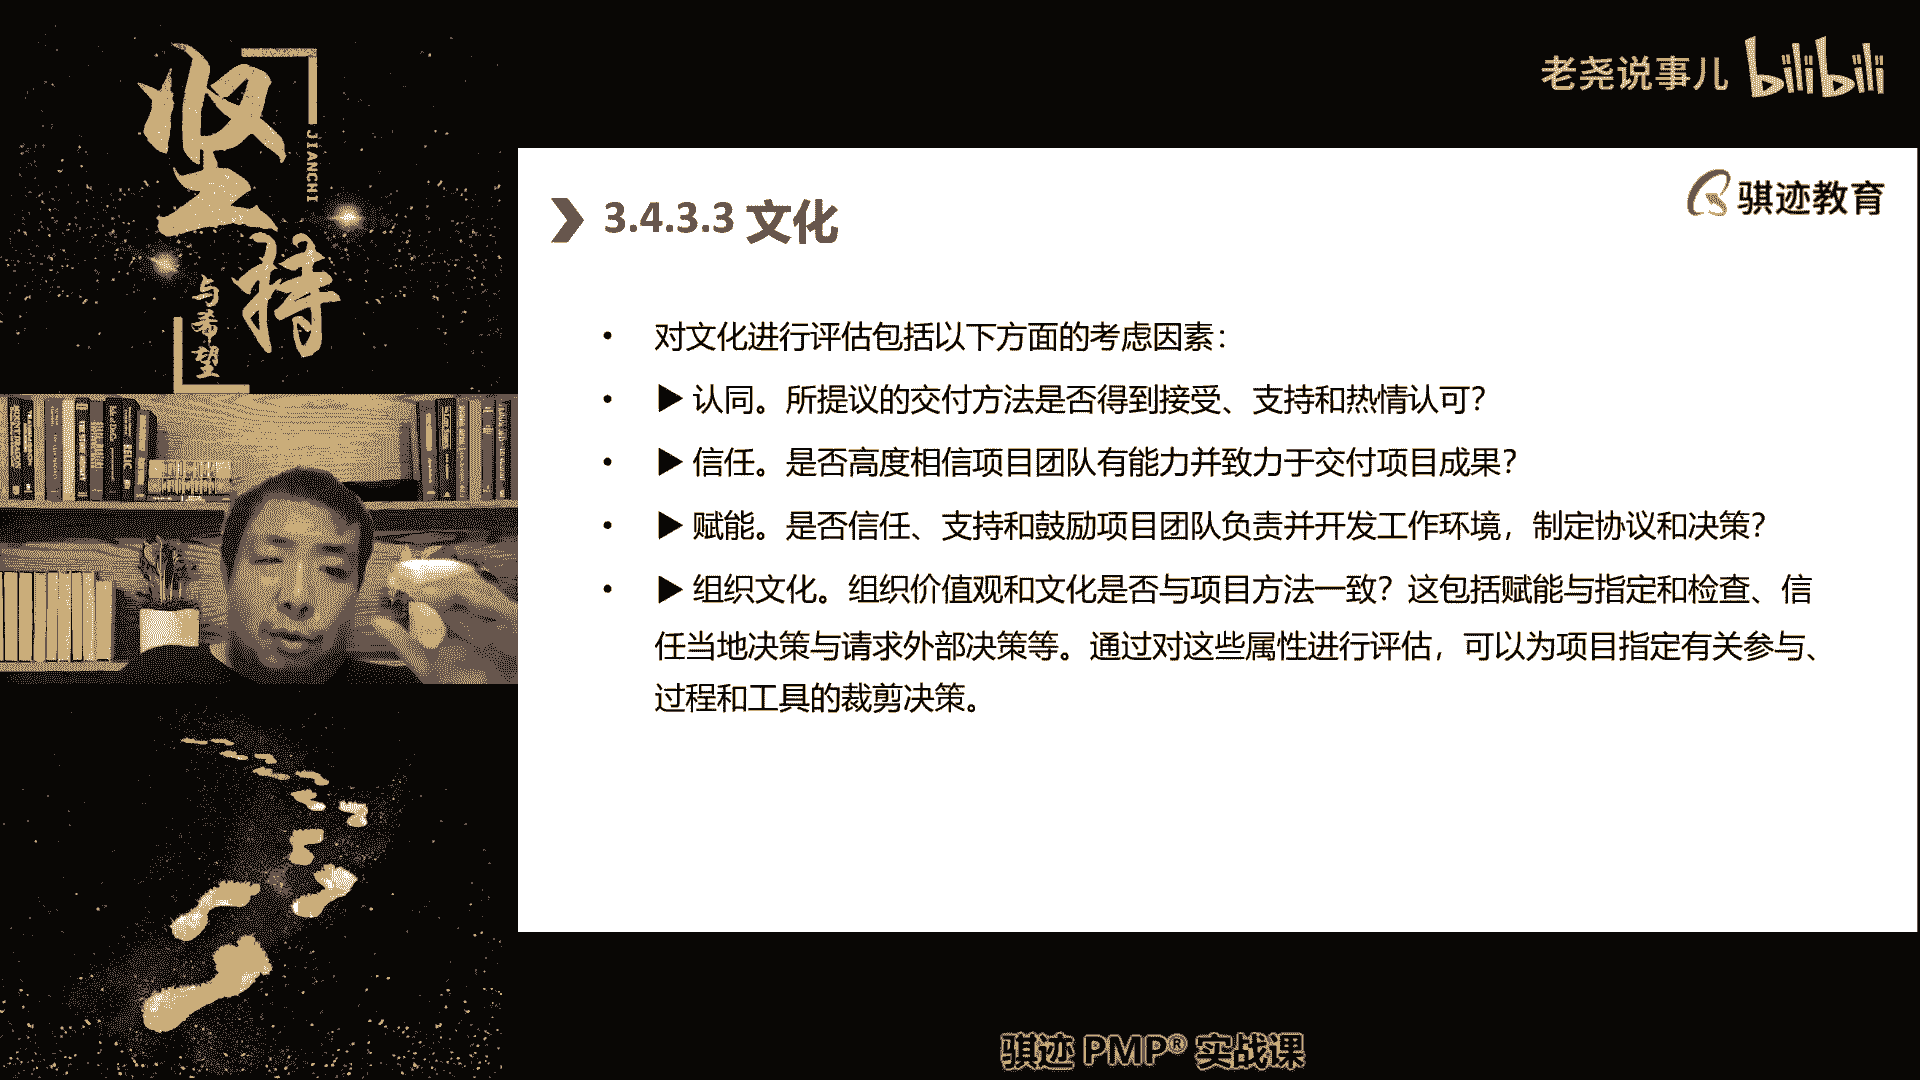 坚持
JIANCHI
与希望
老尧说事儿 bilibili
骐迹教育
3.4.3.3 文化
• 对文化进行评估包括以下方面的考虑因素：
• ▶ 认同。所提议的交付方法是否得到接受、支持和热情认可？
• ▶ 信任。是否高度相信项目团队有能力并致力于交付项目成果？
• ▶ 赋能。是否信任、支持和鼓励项目团队负责并开发工作环境，制定协议和决策？
• ▶ 组织文化。组织价值观和文化是否与项目方法一致？这包括赋能与指定和检查、信
任当地决策与请求外部决策等。通过对这些属性进行评估，可以为项目指定有关参与、
过程和工具的裁剪决策。
骐迹 PMP® 实战课